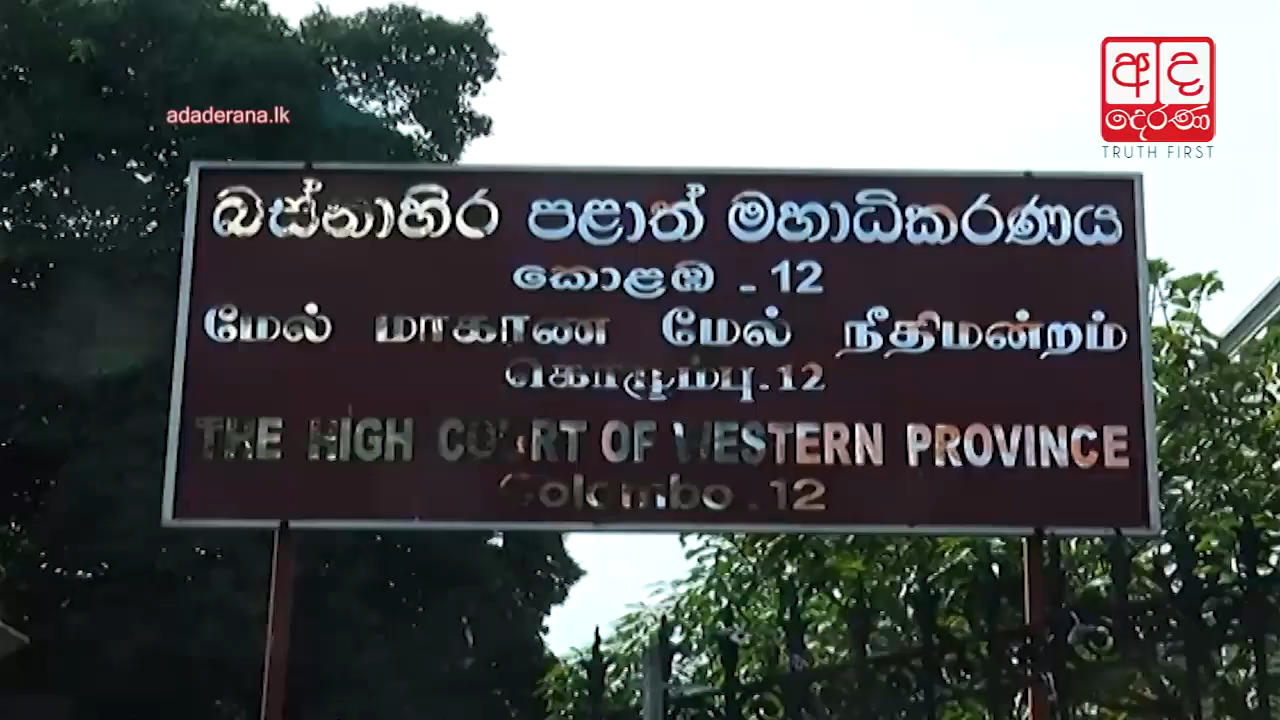 adaderana.lk
අද
දෙරණ
TRUTH FIRST
බස්නාහිර පළාත් මහාධිකරණය
කොළඹ - 12
மேல் மாகாண மேல் நீதிமன்றம்
கொழும்பு.12
THE HIGH COURT OF WESTERN PROVINCE
Colombo . 12